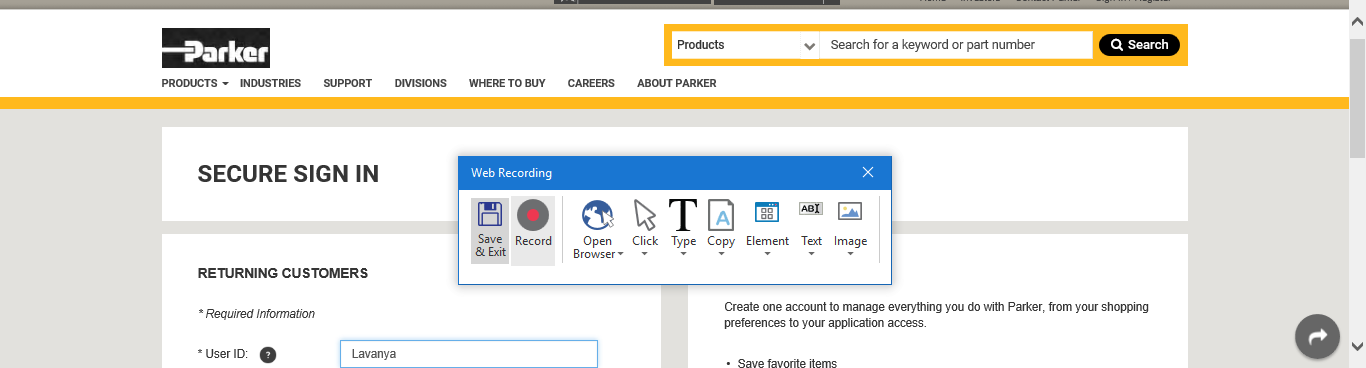 Parker
Products
Search for a keyword or part number
Search
PRODUCTS INDUSTRIES SUPPORT DIVISIONS WHERE TO BUY CAREERS ABOUT PARKER
SECURE SIGN IN
Web Recording
Save & Exit
Record
Open Browser
Click
Type
Copy
Element
Text
Image
RETURNING CUSTOMERS
* Required Information
* User ID: ?
Lavanya
Create one account to manage everything you do with Parker, from your shopping
preferences to your application access.
• Save favorite items